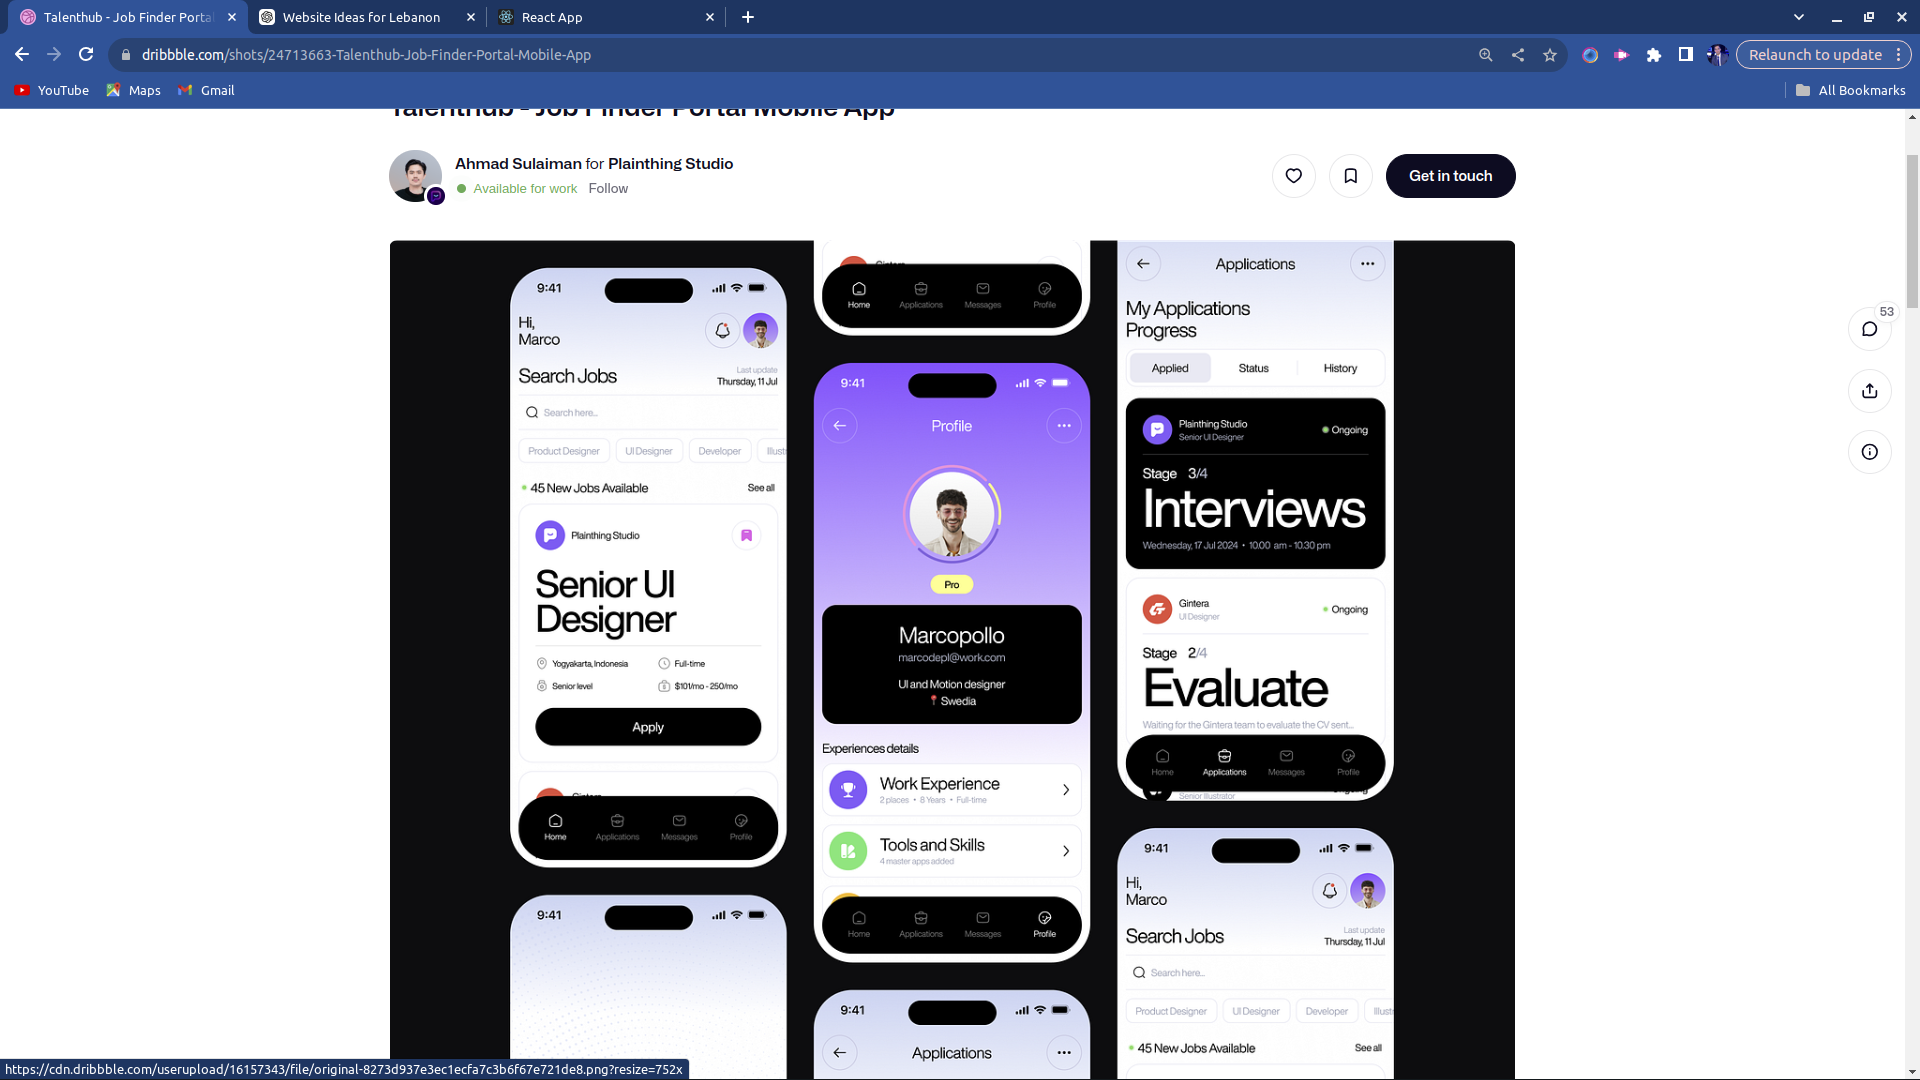 Talenthub - Job Finder Portal
Website Ideas for Lebanon
React App
dribbble.com/shots/24713663-Talenthub-Job-Finder-Portal-Mobile-App
Relaunch to update
YouTube
Maps
Gmail
All Bookmarks
Talenthub - Job Finder Portal Mobile App
Ahmad Sulaiman for Plainthing Studio
Available for work Follow
Get in touch
53
9:41
Hi,
Marco
Search Jobs
Last update
Thursday, 11 Jul
Search here...
Product Designer
UI Designer
Developer
Illustr
45 New Jobs Available
See all
Plainthing Studio
Senior UI
Designer
Yogyakarta, Indonesia
Full-time
Senior level
$101/mo - 250/mo
Apply
Gintera
Home
Applications
Messages
Profile
9:41
Gintera
Home
Applications
Messages
Profile
9:41
Profile
Pro
Marcopollo
marcodepl@work.com
UI and Motion designer
Swedia
Experiences details
Work Experience
2 places • 8 Years • Full-time
Tools and Skills
4 master apps added
Home
Applications
Messages
Profile
9:41
Applications
Applications
My Applications
Progress
Applied
Status
History
Plainthing Studio
Senior UI Designer
Ongoing
Stage 3/4
Interviews
Wednesday, 17 Jul 2024 • 10.00 am - 10.30 pm
Gintera
UI Designer
Ongoing
Stage 2/4
Evaluate
Waiting for the Gintera team to evaluate the CV sent...
Home
Applications
Messages
Profile
Senior Illustrator
Ongoing
9:41
Hi,
Marco
Search Jobs
Last update
Thursday, 11 Jul
Search here...
Product Designer
UI Designer
Developer
Illustr
45 New Jobs Available
See all
https://cdn.dribbble.com/userupload/16157343/file/original-8273d937e3ec1ecfa7c3b6f67e721de8.png?resize=752x